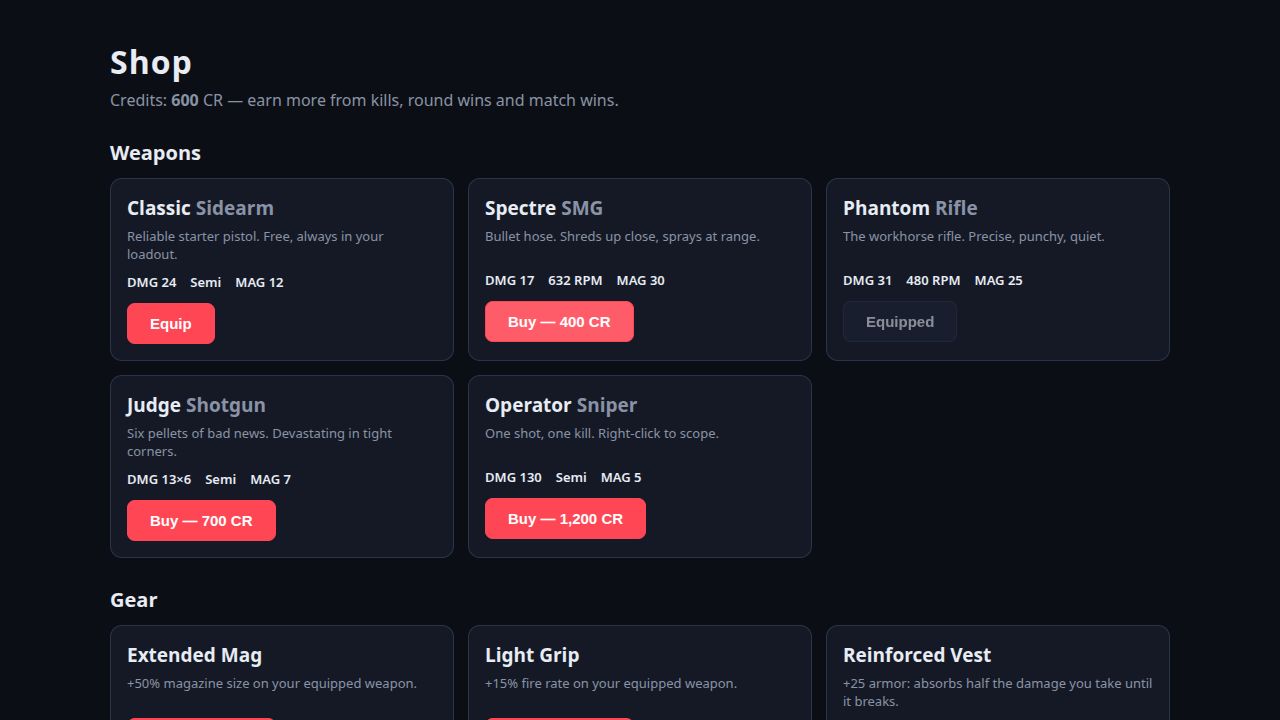 Shop
Credits: 600 CR — earn more from kills, round wins and match wins.
Weapons
Classic Sidearm
Reliable starter pistol. Free, always in your
loadout.
DMG 24 Semi MAG 12
Equip
Spectre SMG
Bullet hose. Shreds up close, sprays at range.
DMG 17 632 RPM MAG 30
Buy — 400 CR
Phantom Rifle
The workhorse rifle. Precise, punchy, quiet.
DMG 31 480 RPM MAG 25
Equipped
Judge Shotgun
Six pellets of bad news. Devastating in tight
corners.
DMG 13×6 Semi MAG 7
Buy — 700 CR
Operator Sniper
One shot, one kill. Right-click to scope.
DMG 130 Semi MAG 5
Buy — 1,200 CR
Gear
Extended Mag
+50% magazine size on your equipped weapon.
Light Grip
+15% fire rate on your equipped weapon.
Reinforced Vest
+25 armor: absorbs half the damage you take until
it breaks.